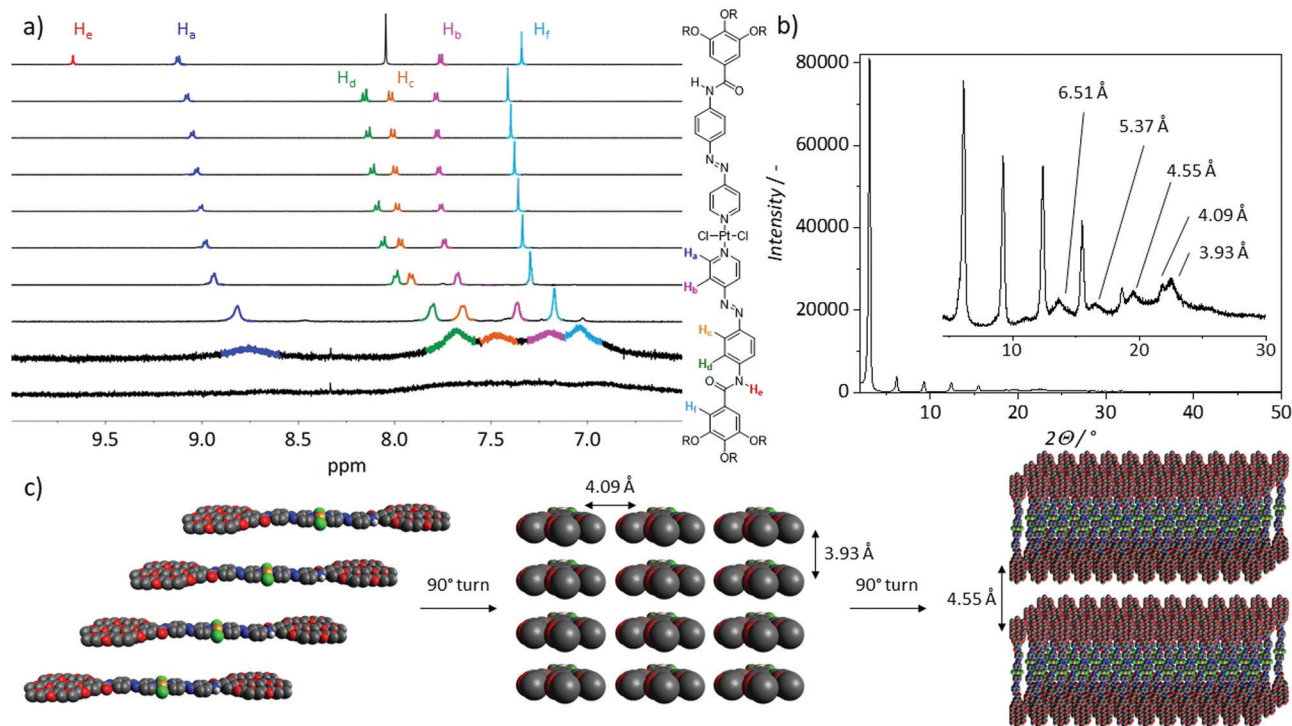 a)
He
Ha
Hb
Hf
Hd
Hc
9.5
9.0
8.5
8.0
7.5
7.0
ppm
OR
RO
OR
H
N
O
N
N
N
Cl
Pt
Cl
Ha
N
Hb
N
N
Hc
Hd
O
N
He
Hf
RO
OR
OR
b)
80000
60000
40000
20000
0
Intensity / -
6.51 Å
5.37 Å
4.55 Å
4.09 Å
3.93 Å
10
20
30
10
20
30
40
50
2Θ / °
c)
90° turn
4.09 Å
3.93 Å
90° turn
4.55 Å